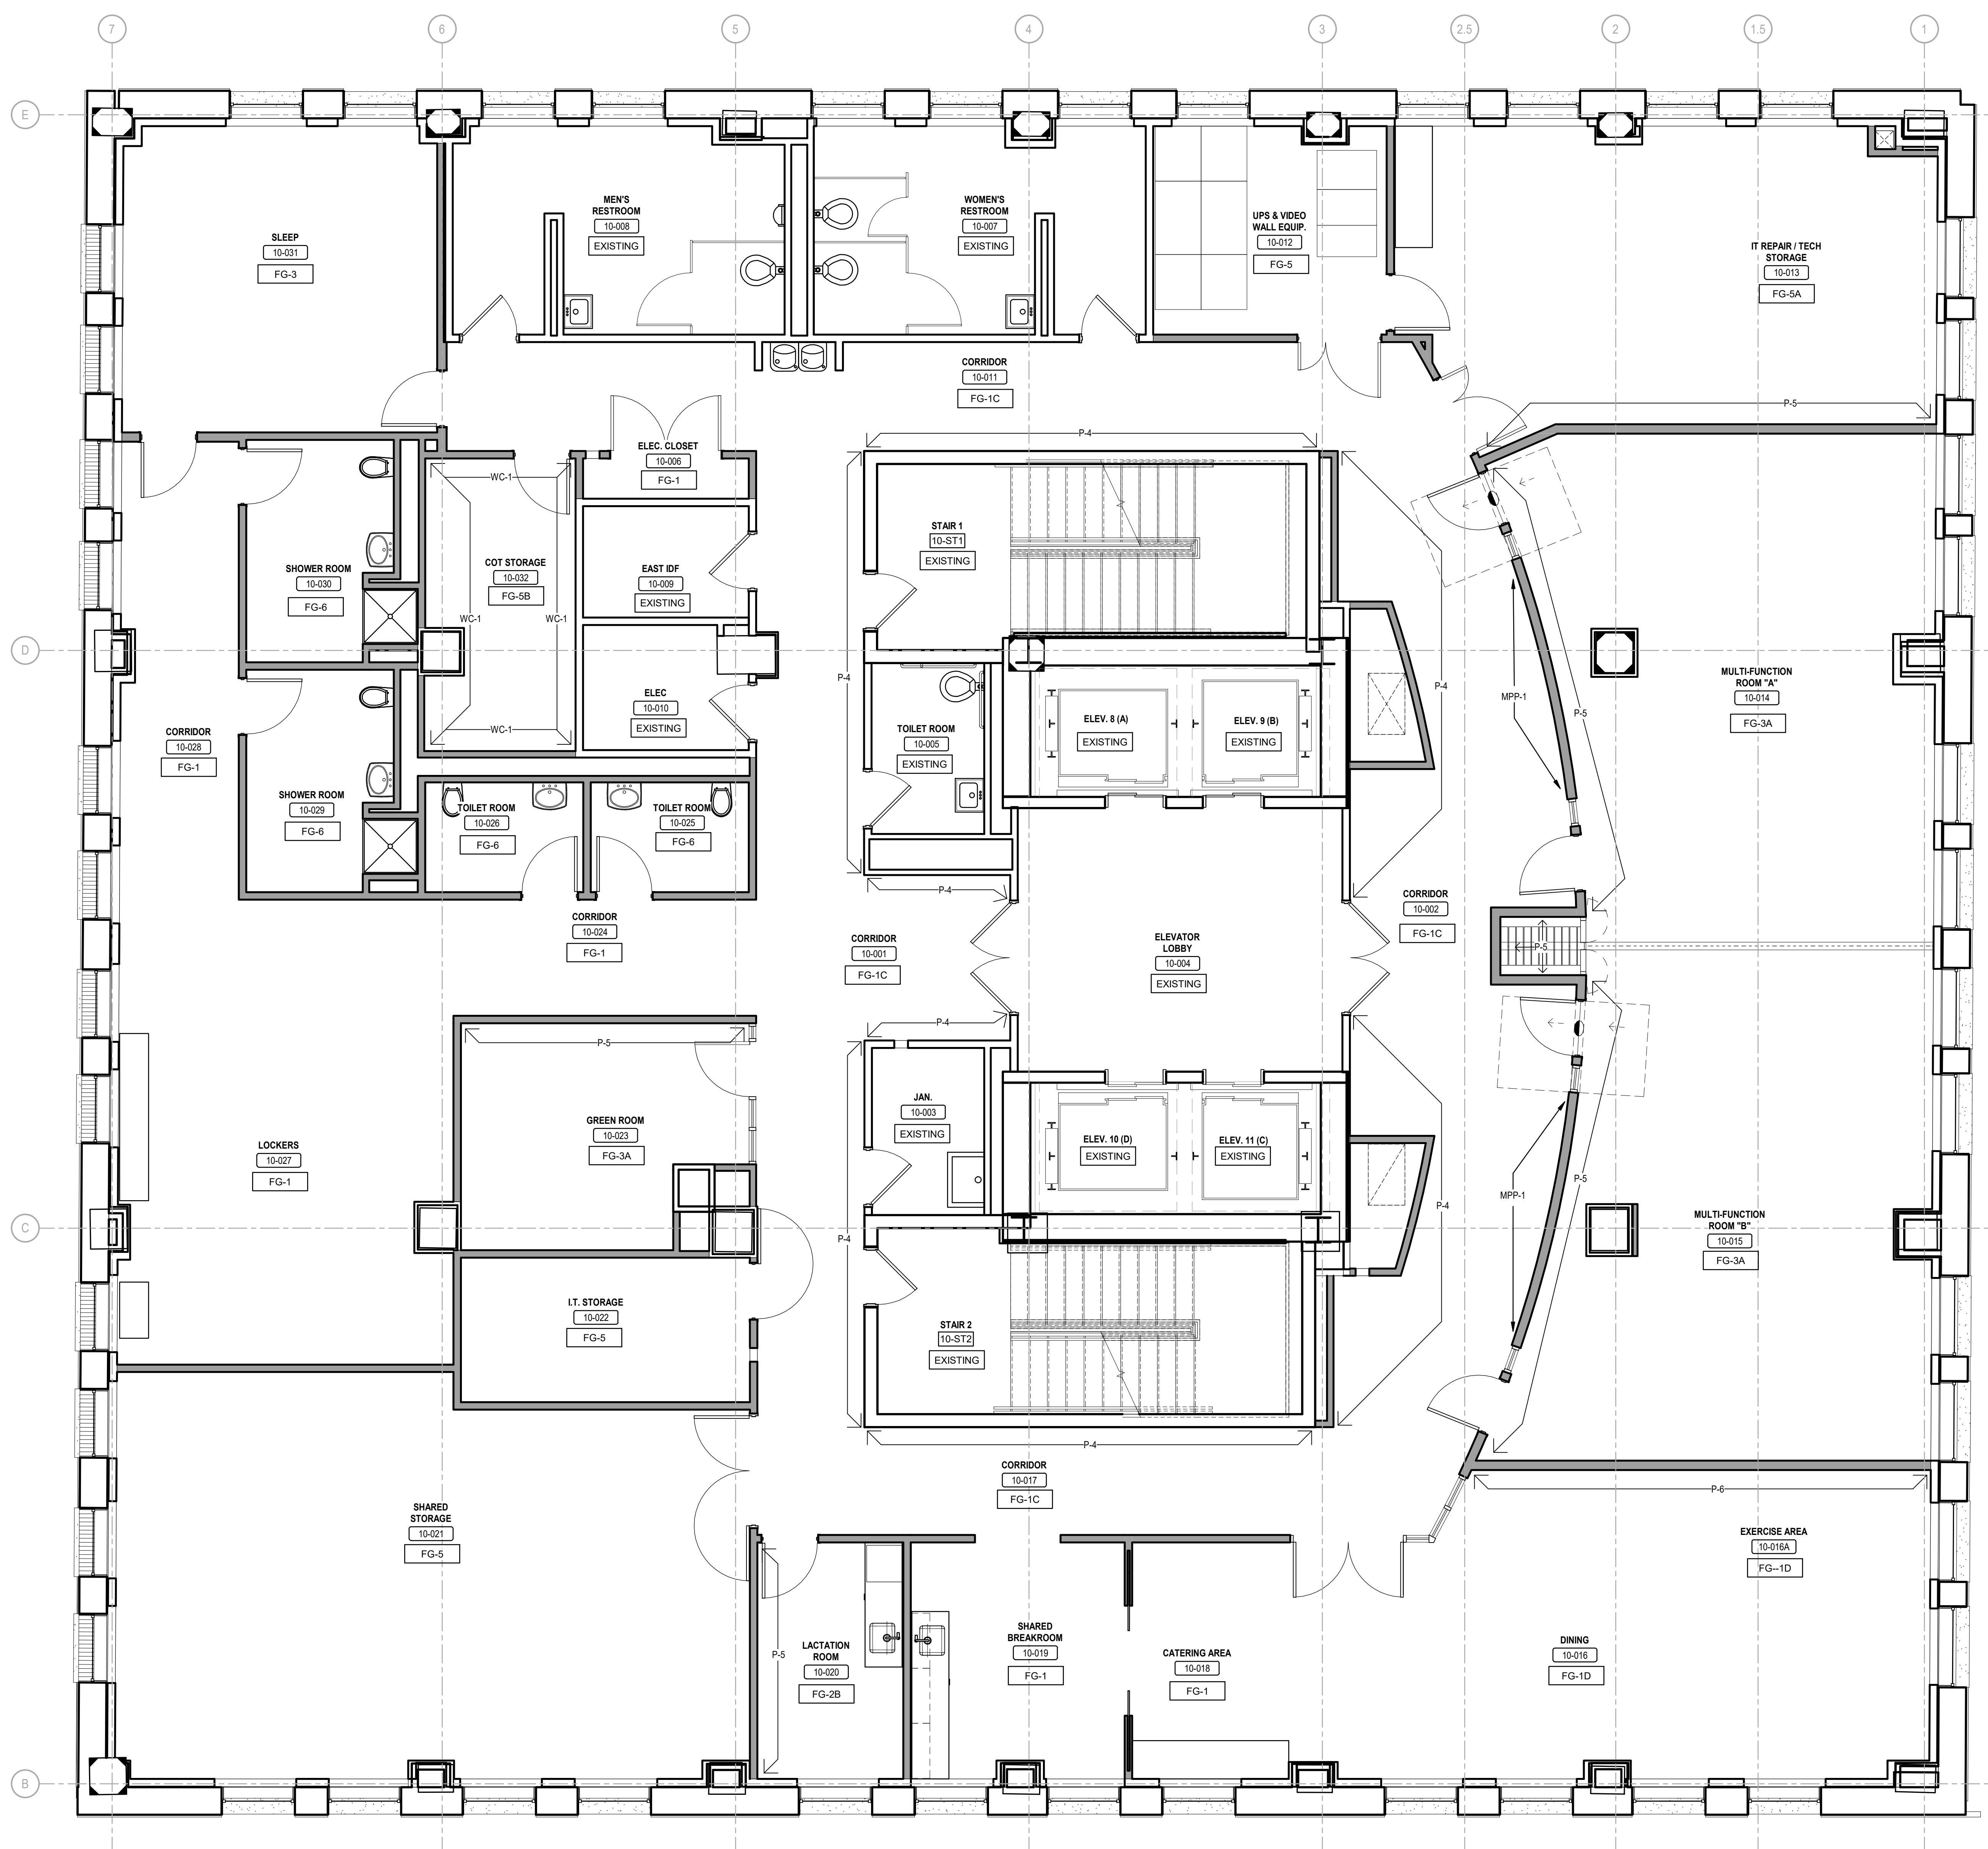 7
6
5
4
3
2.5
2
1.5
1
E
D
C
B
SLEEP
10-031
FG-3
MEN'S
RESTROOM
10-008
EXISTING
WOMEN'S
RESTROOM
10-007
EXISTING
UPS & VIDEO
WALL EQUIP.
10-012
FG-5
IT REPAIR / TECH
STORAGE
10-013
FG-5A
CORRIDOR
10-011
FG-1C
P-5
P-4
ELEC. CLOSET
10-006
FG-1
WC-1
WC-1
WC-1
WC-1
COT STORAGE
10-032
FG-5B
SHOWER ROOM
10-030
FG-6
EAST IDF
10-009
EXISTING
STAIR 1
10-ST1
EXISTING
P-4
P-4
ELEC
10-010
EXISTING
CORRIDOR
10-028
FG-1
TOILET ROOM
10-005
EXISTING
ELEV. 8 (A)
EXISTING
ELEV. 9 (B)
EXISTING
MPP-1
P-5
MULTI-FUNCTION
ROOM "A"
10-014
FG-3A
SHOWER ROOM
10-029
FG-6
TOILET ROOM
10-026
FG-6
TOILET ROOM
10-025
FG-6
P-4
CORRIDOR
10-024
FG-1
CORRIDOR
10-001
FG-1C
ELEVATOR
LOBBY
10-004
EXISTING
CORRIDOR
10-002
FG-1C
P-5
P-4
P-5
GREEN ROOM
10-023
FG-3A
JAN.
10-003
EXISTING
ELEV. 10 (D)
EXISTING
ELEV. 11 (C)
EXISTING
LOCKERS
10-027
FG-1
P-4
P-4
MPP-1
P-5
MULTI-FUNCTION
ROOM "B"
10-015
FG-3A
I.T. STORAGE
10-022
FG-5
STAIR 2
10-ST2
EXISTING
P-4
CORRIDOR
10-017
FG-1C
P-6
SHARED
STORAGE
10-021
FG-5
EXERCISE AREA
10-016A
FG--1D
P-5
LACTATION
ROOM
10-020
FG-2B
SHARED
BREAKROOM
10-019
FG-1
CATERING AREA
10-018
FG-1
DINING
10-016
FG-1D